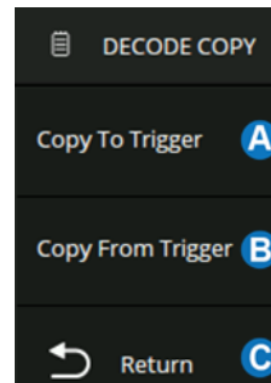 DECODE COPY
Copy To Trigger A
Copy From Trigger B
Return C